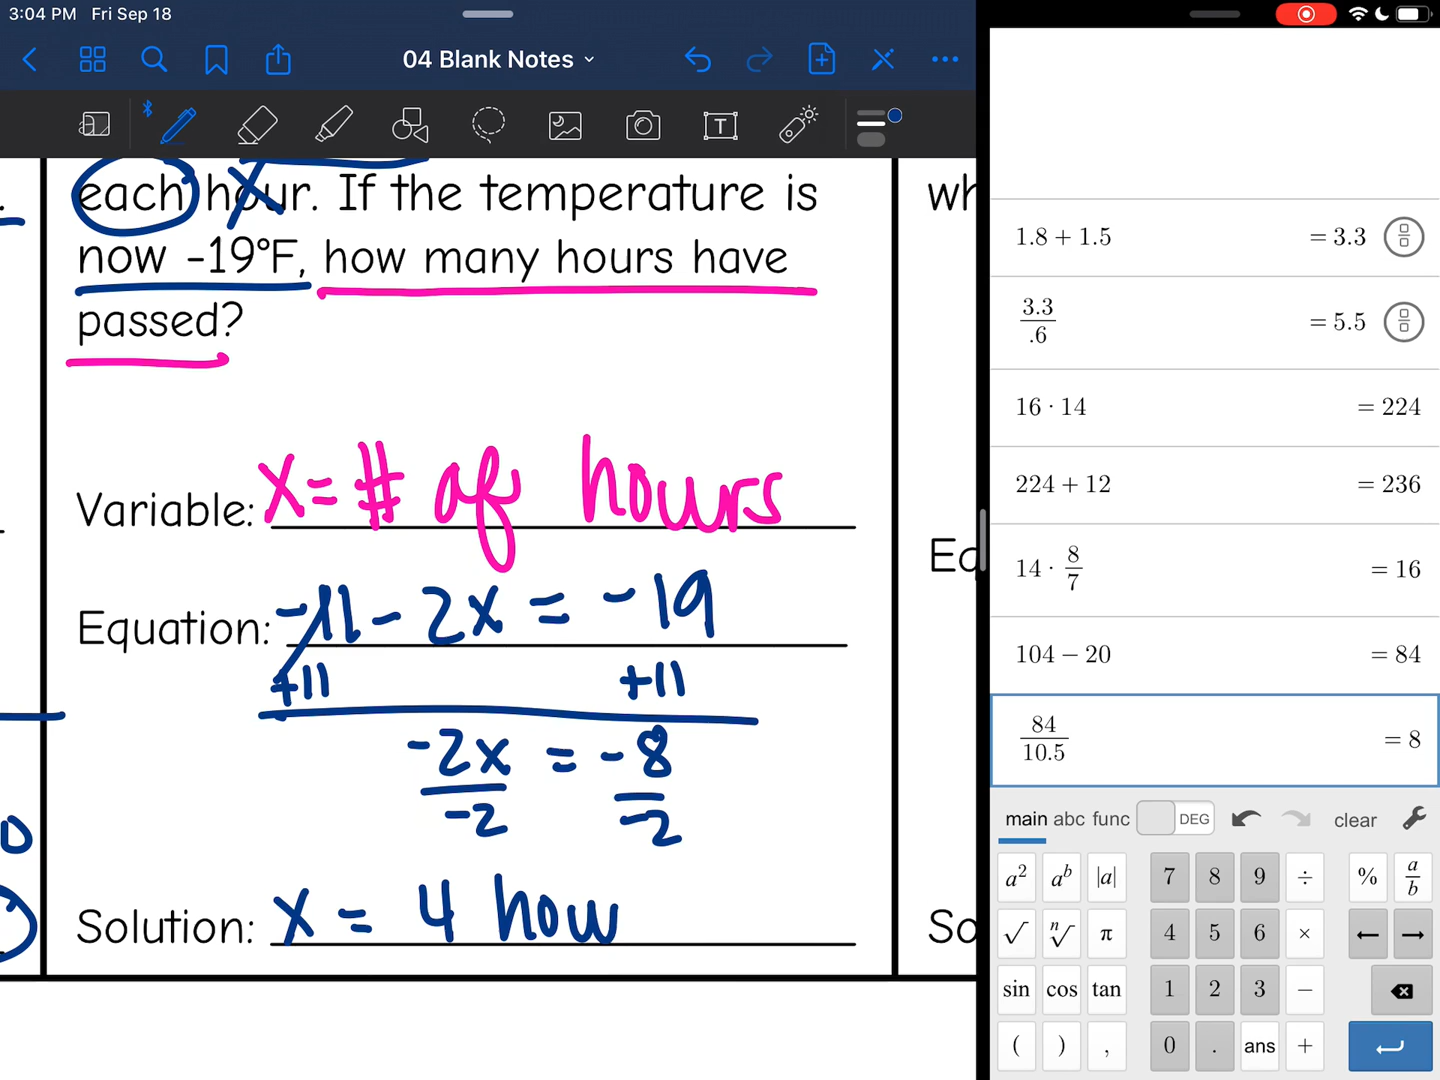 3:04 PM Fri Sep 18
04 Blank Notes
each hour. If the temperature is
now -19°F, how many hours have
passed?
Variable: x = # of hours
Equation: -11 - 2x = -19
+11 +11
-2x = -8
-2 -2
Solution: x = 4 hou
wh
Eq
So
1.8 + 1.5 = 3.3
3.3/.6 = 5.5
16 · 14 = 224
224 + 12 = 236
14 · 8/7 = 16
104 − 20 = 84
84/10.5 = 8
main abc func DEG clear
a² aᵇ |a| 7 8 9 ÷ % a/b
√ ⁿ√ π 4 5 6 × ← →
sin cos tan 1 2 3 −
( ) , 0 . ans +